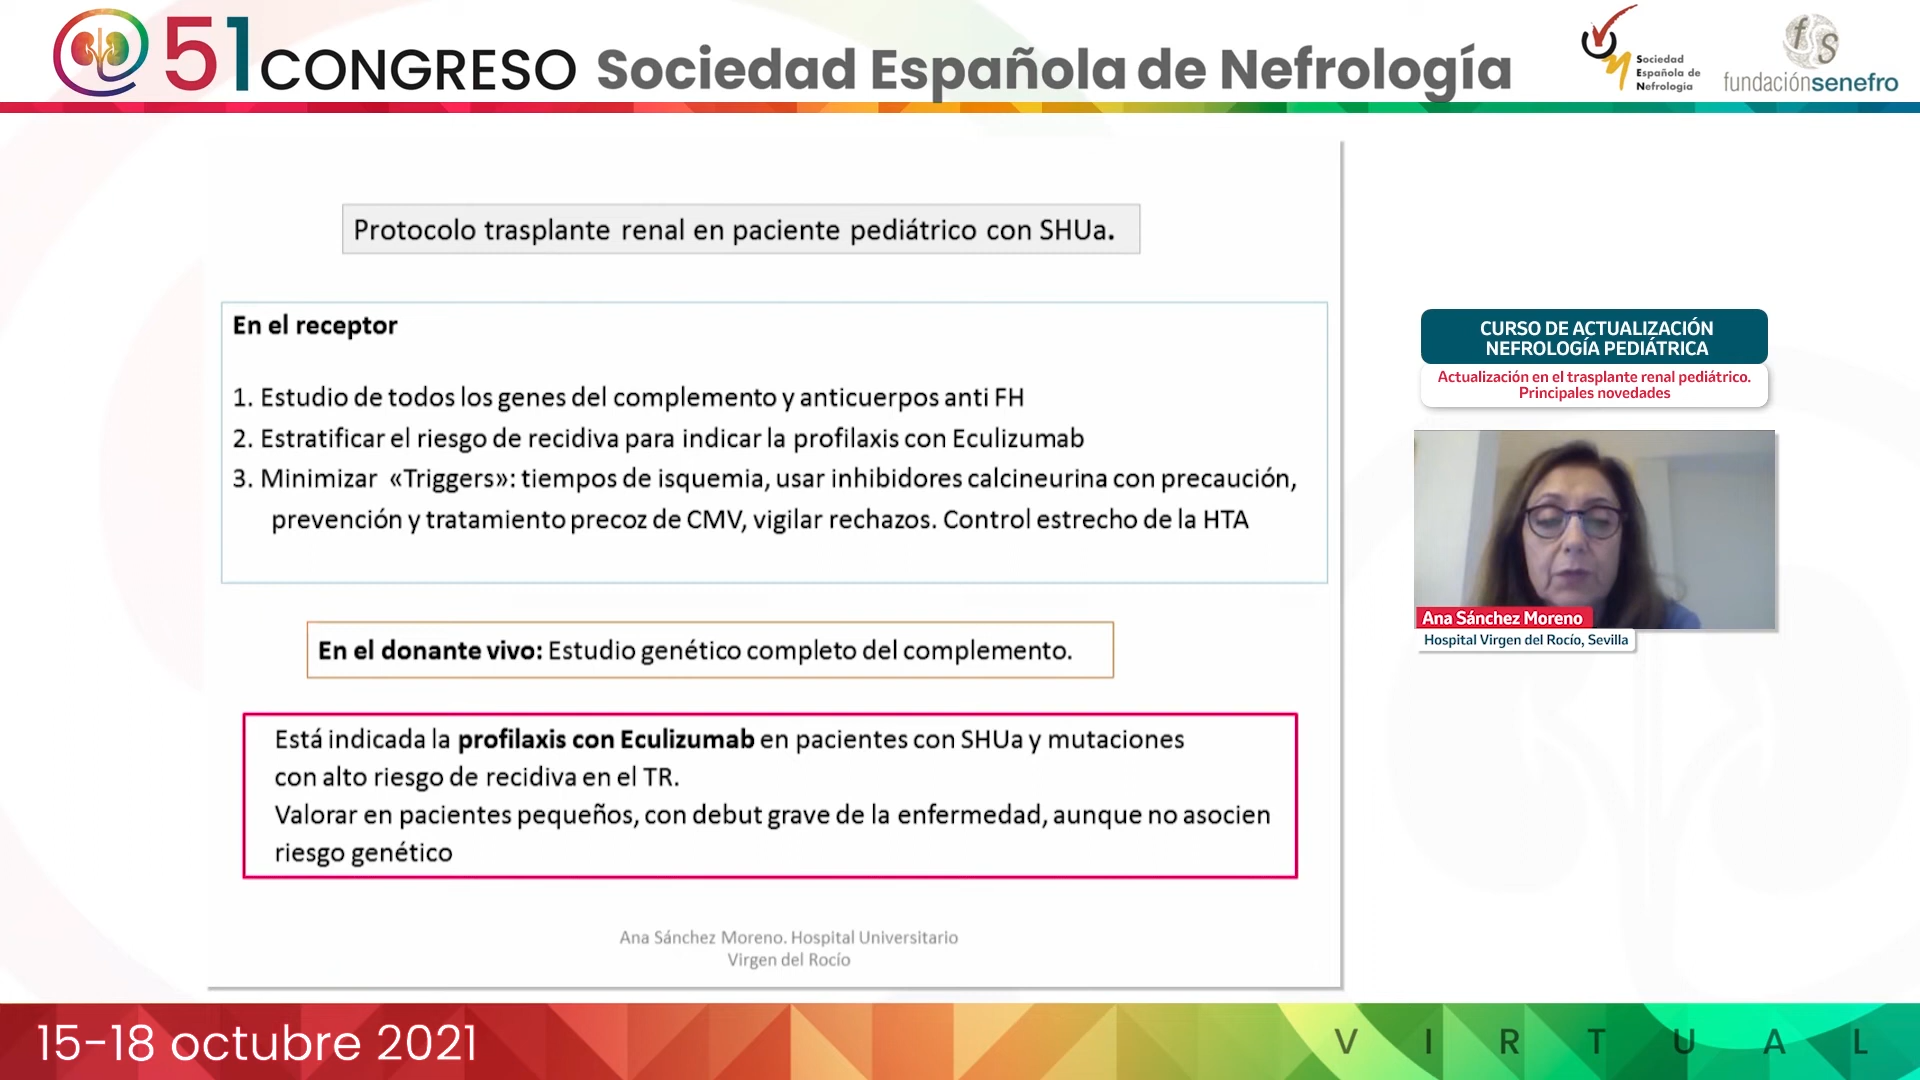 51 CONGRESO Sociedad Española de Nefrología
Sociedad
Española de
Nefrología
fS
fundaciónsenefro
Protocolo trasplante renal en paciente pediátrico con SHUa.
En el receptor
1. Estudio de todos los genes del complemento y anticuerpos anti FH
2. Estratificar el riesgo de recidiva para indicar la profilaxis con Eculizumab
3. Minimizar «Triggers»: tiempos de isquemia, usar inhibidores calcineurina con precaución,
prevención y tratamiento precoz de CMV, vigilar rechazos. Control estrecho de la HTA
En el donante vivo: Estudio genético completo del complemento.
Está indicada la profilaxis con Eculizumab en pacientes con SHUa y mutaciones
con alto riesgo de recidiva en el TR.
Valorar en pacientes pequeños, con debut grave de la enfermedad, aunque no asocien
riesgo genético
Ana Sánchez Moreno. Hospital Universitario
Virgen del Rocío
CURSO DE ACTUALIZACIÓN
NEFROLOGÍA PEDIÁTRICA
Actualización en el trasplante renal pediátrico.
Principales novedades
Ana Sánchez Moreno
Hospital Virgen del Rocío, Sevilla
15-18 octubre 2021
VIRTUAL